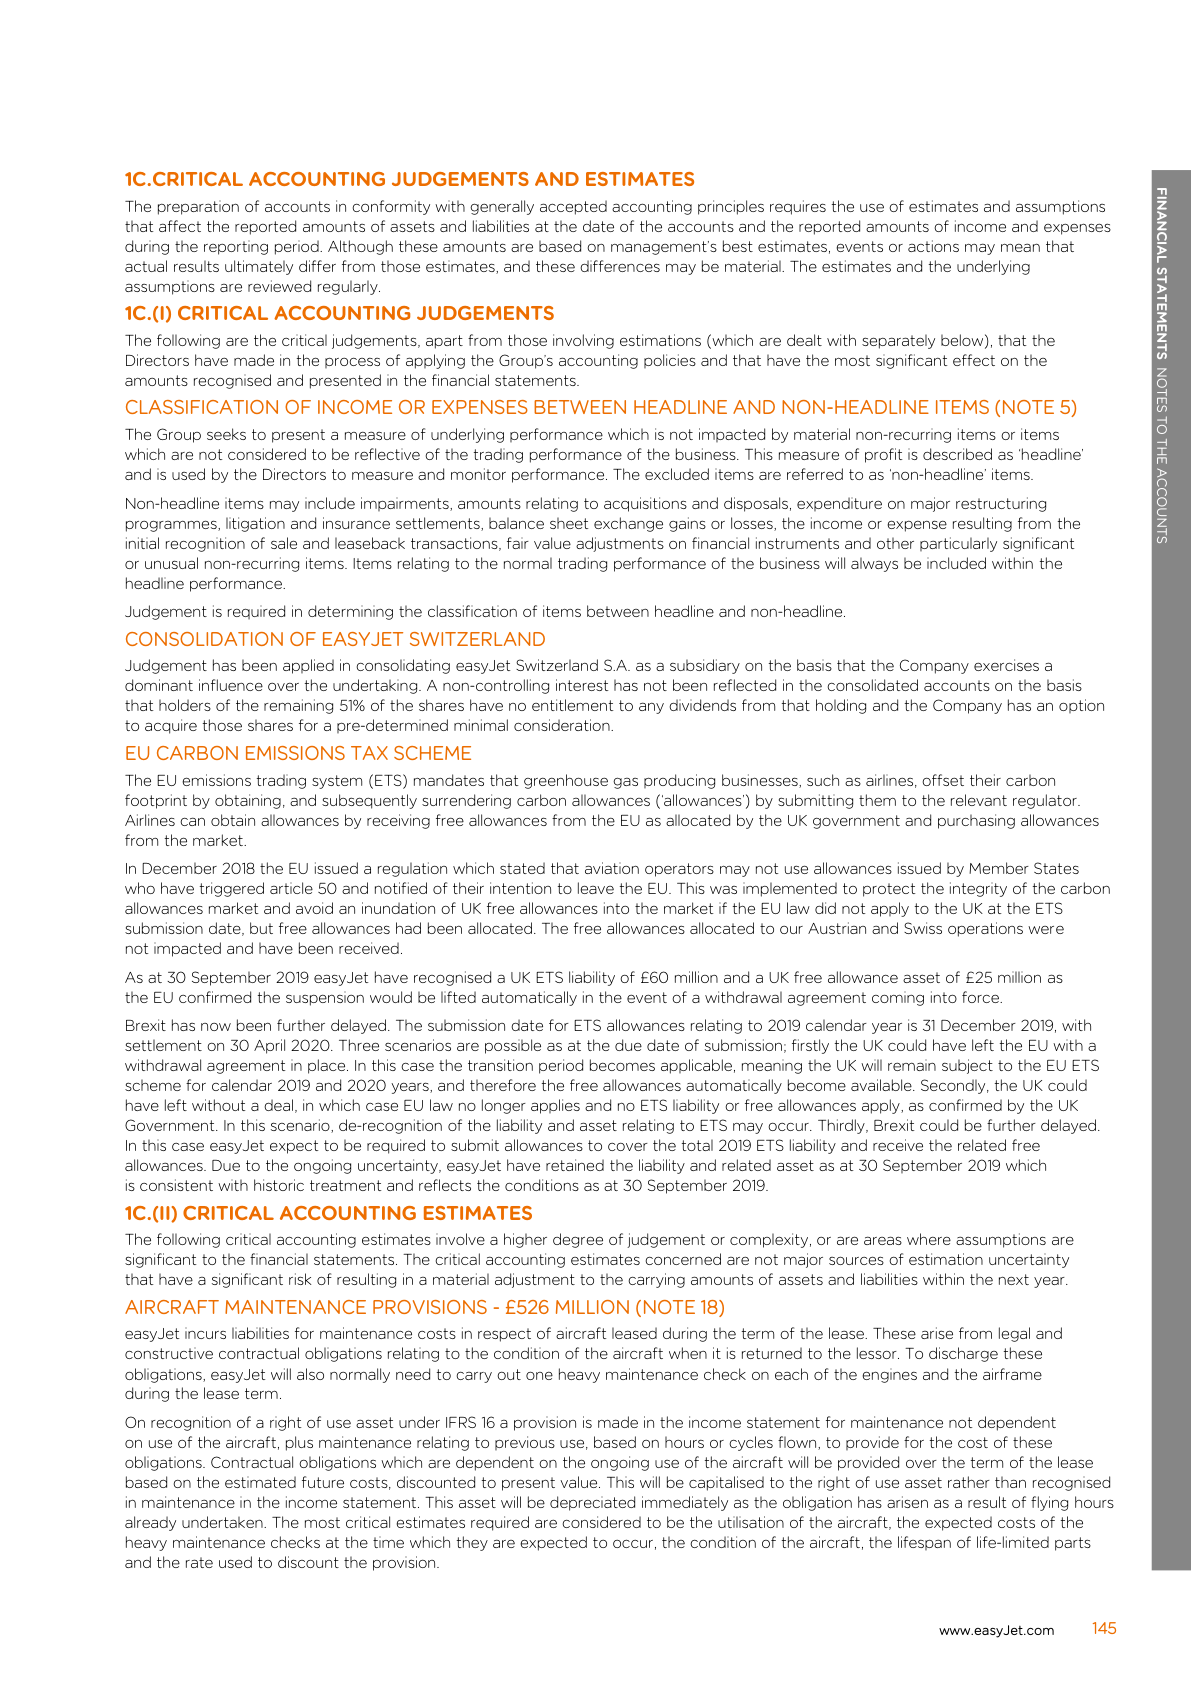 1C.CRITICAL ACCOUNTING JUDGEMENTS AND ESTIMATES
The preparation of accounts in conformity with generally accepted accounting principles requires the use of estimates and assumptions
that affect the reported amounts of assets and liabilities at the date of the accounts and the reported amounts of income and expenses
during the reporting period. Although these amounts are based on management's best estimates, events or actions may mean that
actual results ultimately differ from those estimates, and these differences may be material. The estimates and the underlying
assumptions are reviewed regularly.
1C.(I) CRITICAL ACCOUNTING JUDGEMENTS
The following are the critical judgements, apart from those involving estimations (which are dealt with separately below), that the
Directors have made in the process of applying the Group's accounting policies and that have the most significant effect on the
amounts recognised and presented in the financial statements.
CLASSIFICATION OF INCOME OR EXPENSES BETWEEN HEADLINE AND NON-HEADLINE ITEMS (NOTE 5)
The Group seeks to present a measure of underlying performance which is not impacted by material non-recurring items or items
which are not considered to be reflective of the trading performance of the business. This measure of profit is described as 'headline'
and is used by the Directors to measure and monitor performance. The excluded items are referred to as 'non-headline' items.
Non-headline items may include impairments, amounts relating to acquisitions and disposals, expenditure on major restructuring
programmes, litigation and insurance settlements, balance sheet exchange gains or losses, the income or expense resulting from the
initial recognition of sale and leaseback transactions, fair value adjustments on financial instruments and other particularly significant
or unusual non-recurring items. Items relating to the normal trading performance of the business will always be included within the
headline performance.
Judgement is required in determining the classification of items between headline and non-headline.
CONSOLIDATION OF EASYJET SWITZERLAND
Judgement has been applied in consolidating easyJet Switzerland S.A. as a subsidiary on the basis that the Company exercises a
dominant influence over the undertaking. A non-controlling interest has not been reflected in the consolidated accounts on the basis
that holders of the remaining 51% of the shares have no entitlement to any dividends from that holding and the Company has an option
to acquire those shares for a pre-determined minimal consideration.
EU CARBON EMISSIONS TAX SCHEME
The EU emissions trading system (ETS) mandates that greenhouse gas producing businesses, such as airlines, offset their carbon
footprint by obtaining, and subsequently surrendering carbon allowances ('allowances') by submitting them to the relevant regulator.
Airlines can obtain allowances by receiving free allowances from the EU as allocated by the UK government and purchasing allowances
from the market.
In December 2018 the EU issued a regulation which stated that aviation operators may not use allowances issued by Member States
who have triggered article 50 and notified of their intention to leave the EU. This was implemented to protect the integrity of the carbon
allowances market and avoid an inundation of UK free allowances into the market if the EU law did not apply to the UK at the ETS
submission date, but free allowances had been allocated. The free allowances allocated to our Austrian and Swiss operations were
not impacted and have been received.
As at 30 September 2019 easyJet have recognised a UK ETS liability of £60 million and a UK free allowance asset of £25 million as
the EU confirmed the suspension would be lifted automatically in the event of a withdrawal agreement coming into force.
Brexit has now been further delayed. The submission date for ETS allowances relating to 2019 calendar year is 31 December 2019, with
settlement on 30 April 2020. Three scenarios are possible as at the due date of submission; firstly the UK could have left the EU with a
withdrawal agreement in place. In this case the transition period becomes applicable, meaning the UK will remain subject to the EU ETS
scheme for calendar 2019 and 2020 years, and therefore the free allowances automatically become available. Secondly, the UK could
have left without a deal, in which case EU law no longer applies and no ETS liability or free allowances apply, as confirmed by the UK
Government. In this scenario, de-recognition of the liability and asset relating to ETS may occur. Thirdly, Brexit could be further delayed.
In this case easyJet expect to be required to submit allowances to cover the total 2019 ETS liability and receive the related free
allowances. Due to the ongoing uncertainty, easyJet have retained the liability and related asset as at 30 September 2019 which
is consistent with historic treatment and reflects the conditions as at 30 September 2019.
1C.(II) CRITICAL ACCOUNTING ESTIMATES
The following critical accounting estimates involve a higher degree of judgement or complexity, or are areas where assumptions are
significant to the financial statements. The critical accounting estimates concerned are not major sources of estimation uncertainty
that have a significant risk of resulting in a material adjustment to the carrying amounts of assets and liabilities within the next year.
AIRCRAFT MAINTENANCE PROVISIONS - £526 MILLION (NOTE 18)
easyJet incurs liabilities for maintenance costs in respect of aircraft leased during the term of the lease. These arise from legal and
constructive contractual obligations relating to the condition of the aircraft when it is returned to the lessor. To discharge these
obligations, easyJet will also normally need to carry out one heavy maintenance check on each of the engines and the airframe
during the lease term.
On recognition of a right of use asset under IFRS 16 a provision is made in the income statement for maintenance not dependent
on use of the aircraft, plus maintenance relating to previous use, based on hours or cycles flown, to provide for the cost of these
obligations. Contractual obligations which are dependent on the ongoing use of the aircraft will be provided over the term of the lease
based on the estimated future costs, discounted to present value. This will be capitalised to the right of use asset rather than recognised
in maintenance in the income statement. This asset will be depreciated immediately as the obligation has arisen as a result of flying hours
already undertaken. The most critical estimates required are considered to be the utilisation of the aircraft, the expected costs of the
heavy maintenance checks at the time which they are expected to occur, the condition of the aircraft, the lifespan of life-limited parts
and the rate used to discount the provision.
FINANCIAL STATEMENTS NOTES TO THE ACCOUNTS
www.easyJet.com 145